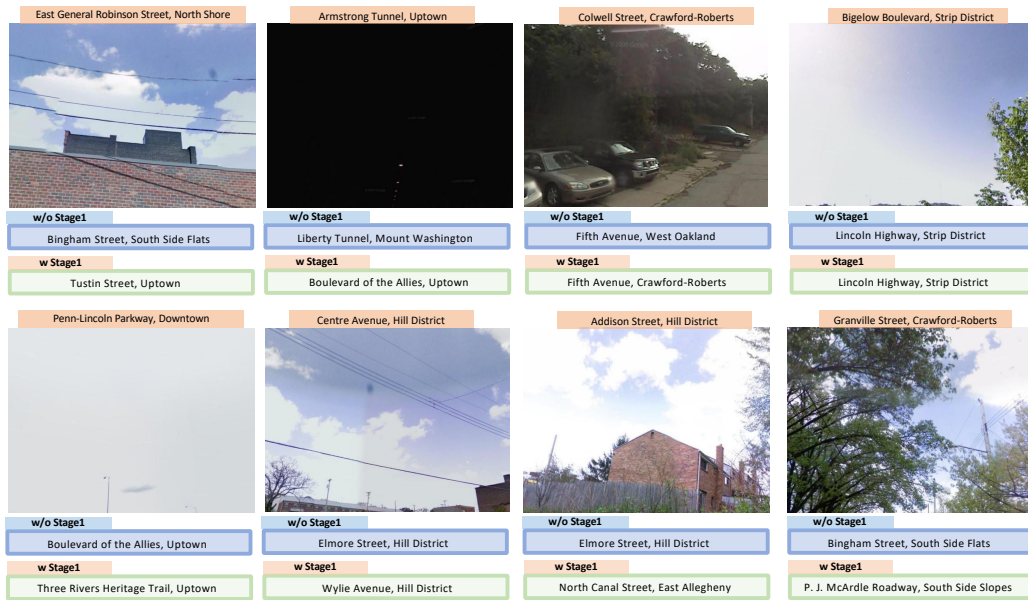 East General Robinson Street, North Shore
Armstrong Tunnel, Uptown
Colwell Street, Crawford-Roberts
Bigelow Boulevard, Strip District
w/o Stage1
w/o Stage1
w/o Stage1
w/o Stage1
Bingham Street, South Side Flats
Liberty Tunnel, Mount Washington
Fifth Avenue, West Oakland
Lincoln Highway, Strip District
w Stage1
w Stage1
w Stage1
w Stage1
Tustin Street, Uptown
Boulevard of the Allies, Uptown
Fifth Avenue, Crawford-Roberts
Lincoln Highway, Strip District
Penn-Lincoln Parkway, Downtown
Centre Avenue, Hill District
Addison Street, Hill District
Granville Street, Crawford-Roberts
w/o Stage1
w/o Stage1
w/o Stage1
w/o Stage1
Boulevard of the Allies, Uptown
Elmore Street, Hill District
Elmore Street, Hill District
Bingham Street, South Side Flats
w Stage1
w Stage1
w Stage1
w Stage1
Three Rivers Heritage Trail, Uptown
Wylie Avenue, Hill District
North Canal Street, East Allegheny
P. J. McArdle Roadway, South Side Slopes